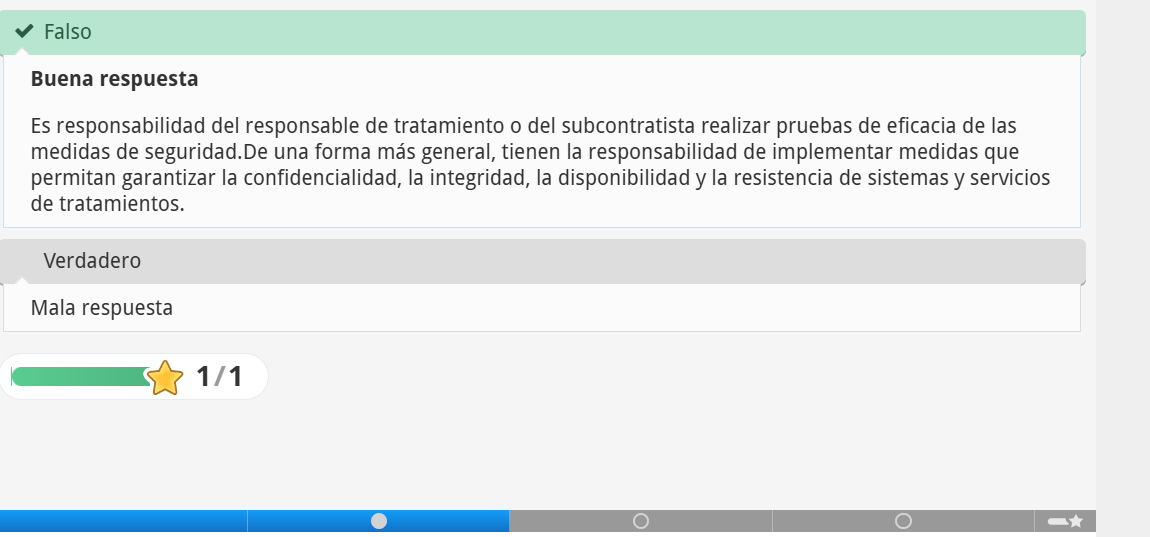 Falso
Buena respuesta
Es responsabilidad del responsable de tratamiento o del subcontratista realizar pruebas de eficacia de las
medidas de seguridad.De una forma más general, tienen la responsabilidad de implementar medidas que
permitan garantizar la confidencialidad, la integridad, la disponibilidad y la resistencia de sistemas y servicios
de tratamientos.
Verdadero
Mala respuesta
1/1